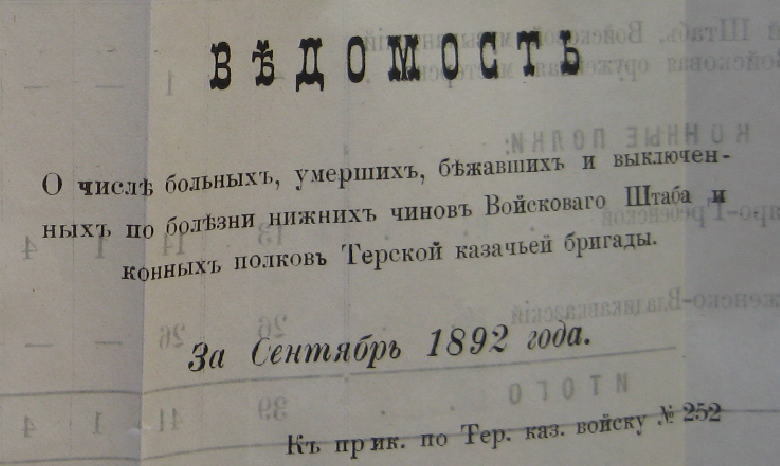 ВѢДОМОСТЬ
О числѣ больныхъ, умершихъ, бѣжавшихъ и выключен-
ныхъ по болѣзни нижнихъ чиновъ Войсковаго Штаба и
конныхъ полковъ Терской казачьей бригады.
За Сентябрь 1892 года.
Къ прик. по Тер. каз. войску № 252